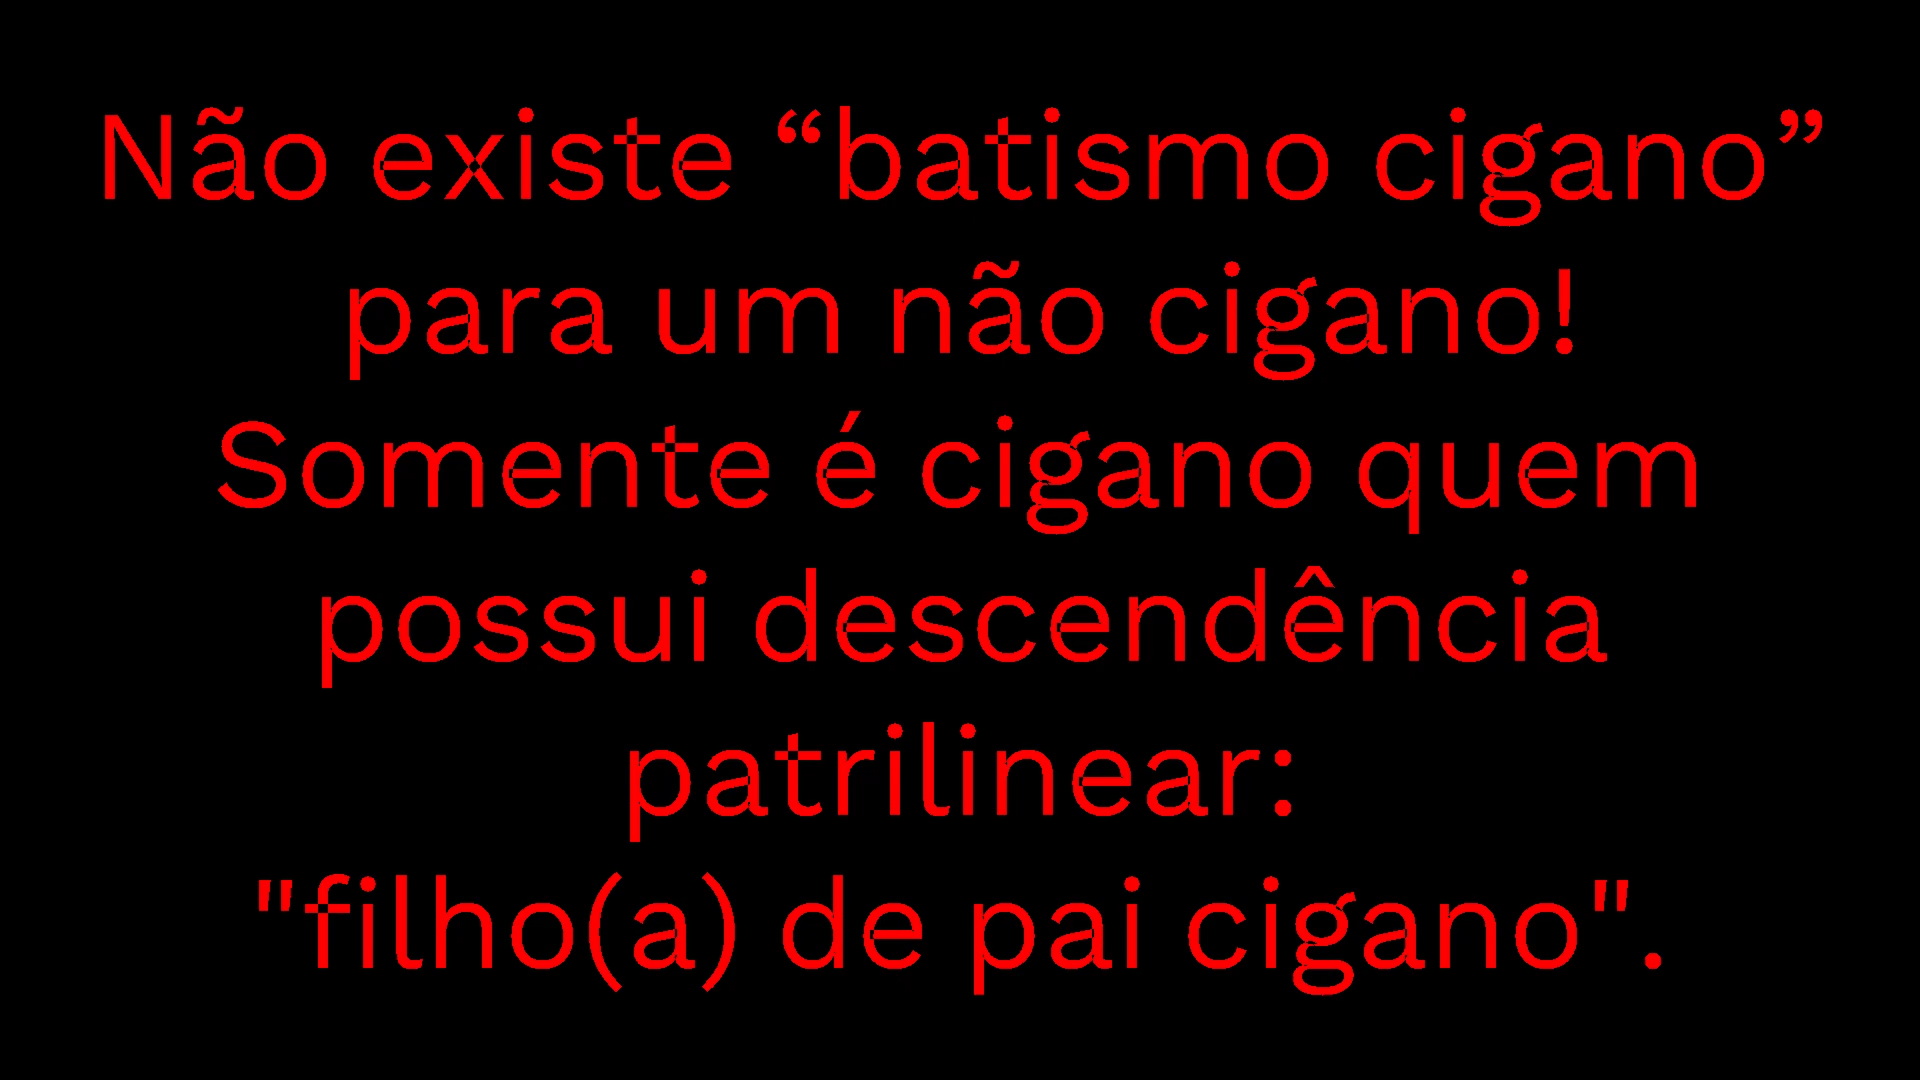 Não existe “batismo cigano”
para um não cigano!
Somente é cigano quem
possui descendência
patrilinear:
"filho(a) de pai cigano".